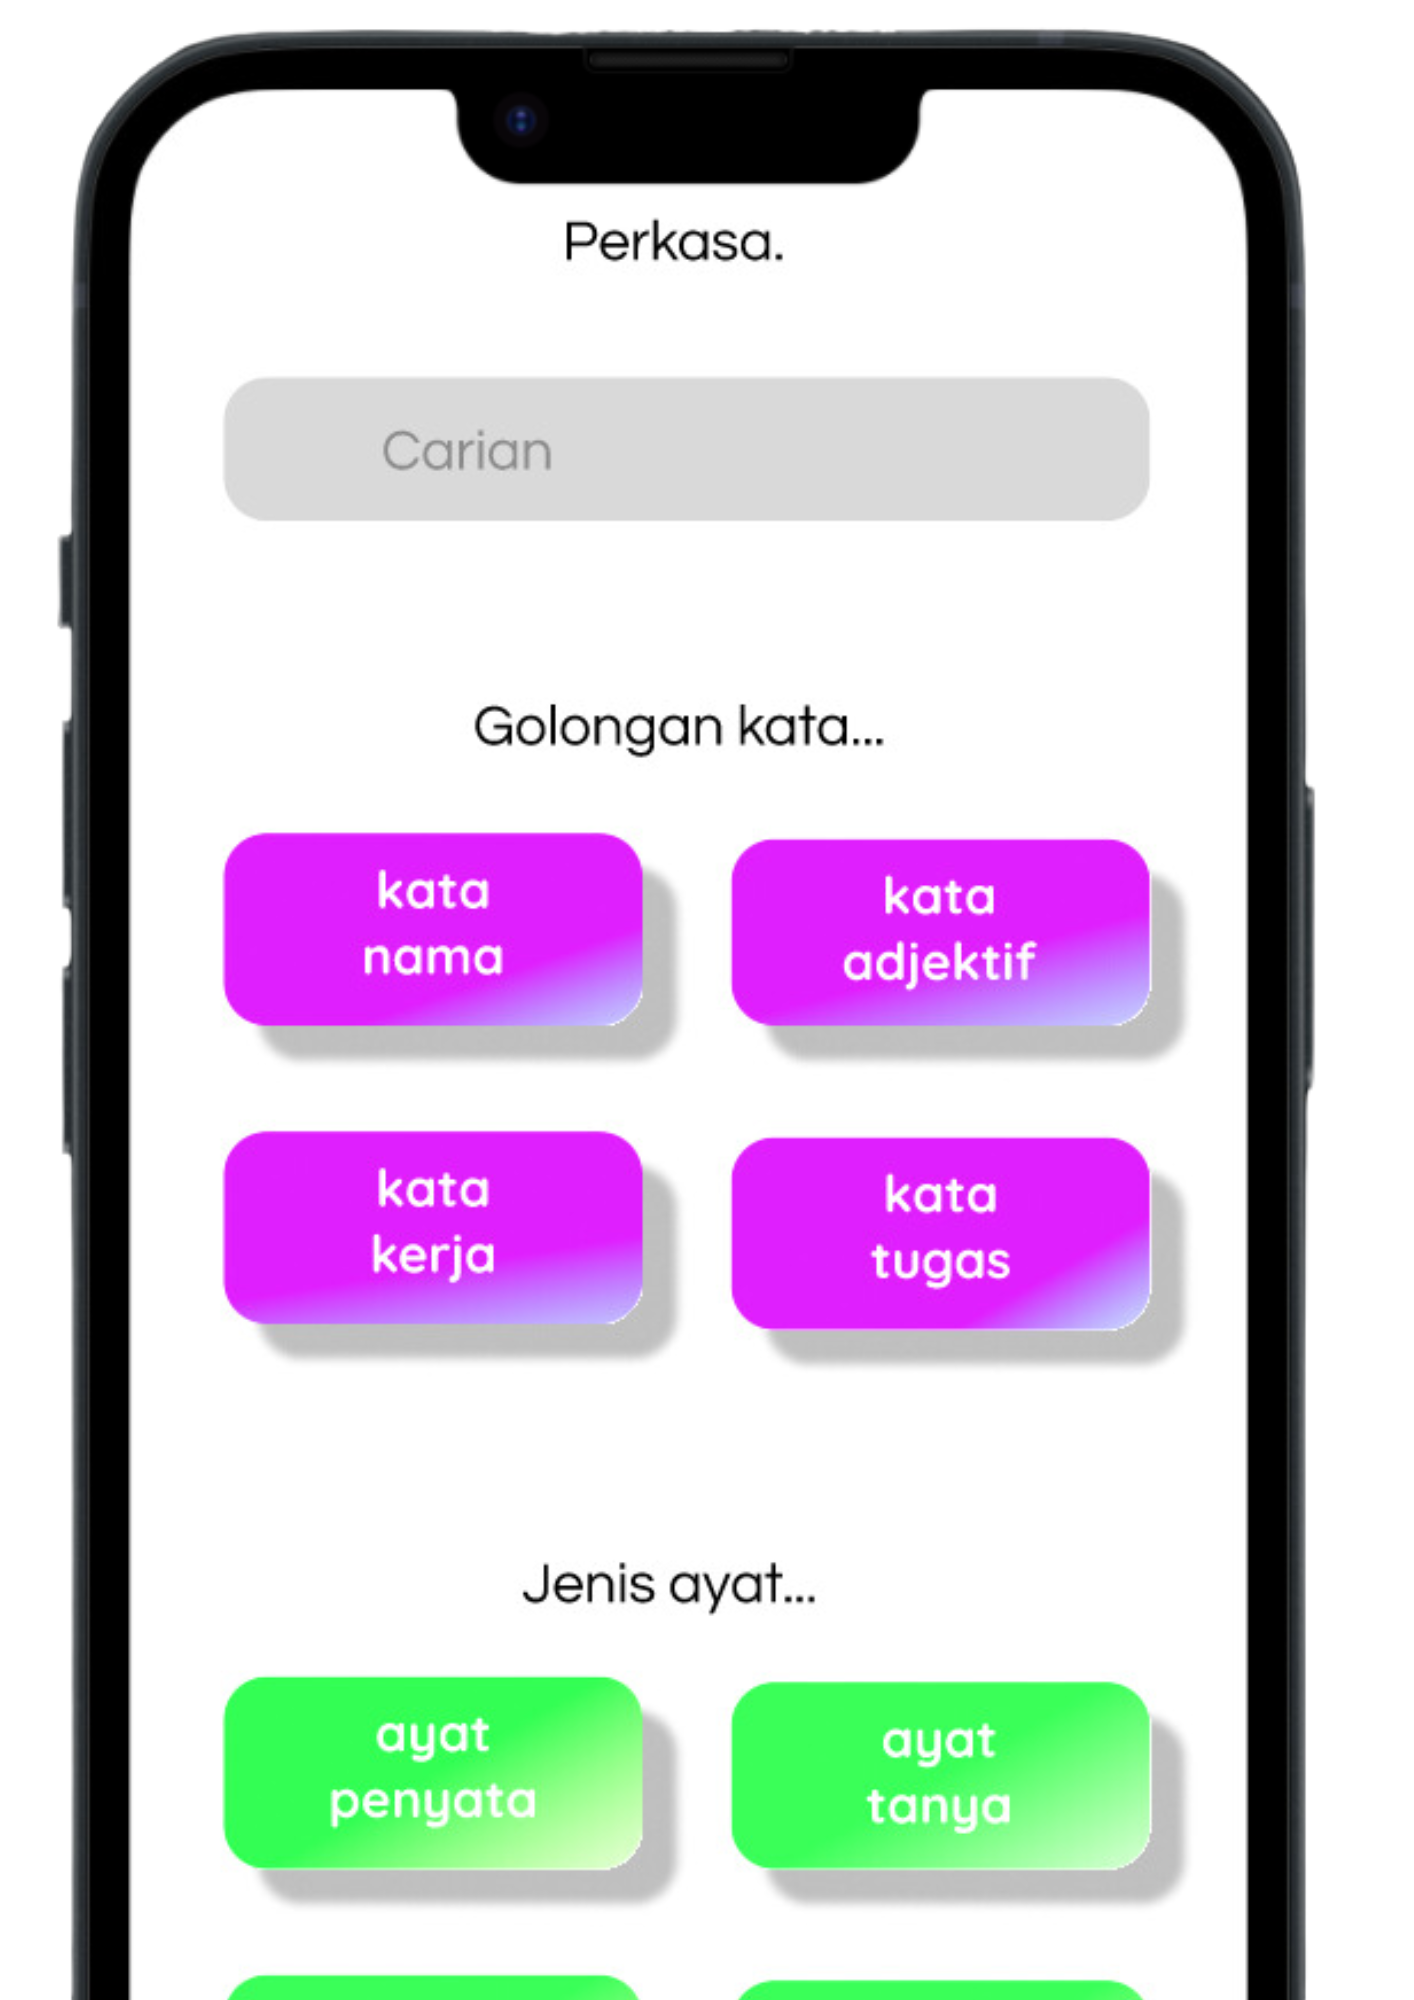 Perkasa.
Carian
Golongan kata...
kata
nama
kata
adjektif
kata
kerja
kata
tugas
Jenis ayat...
ayat
penyata
ayat
tanya